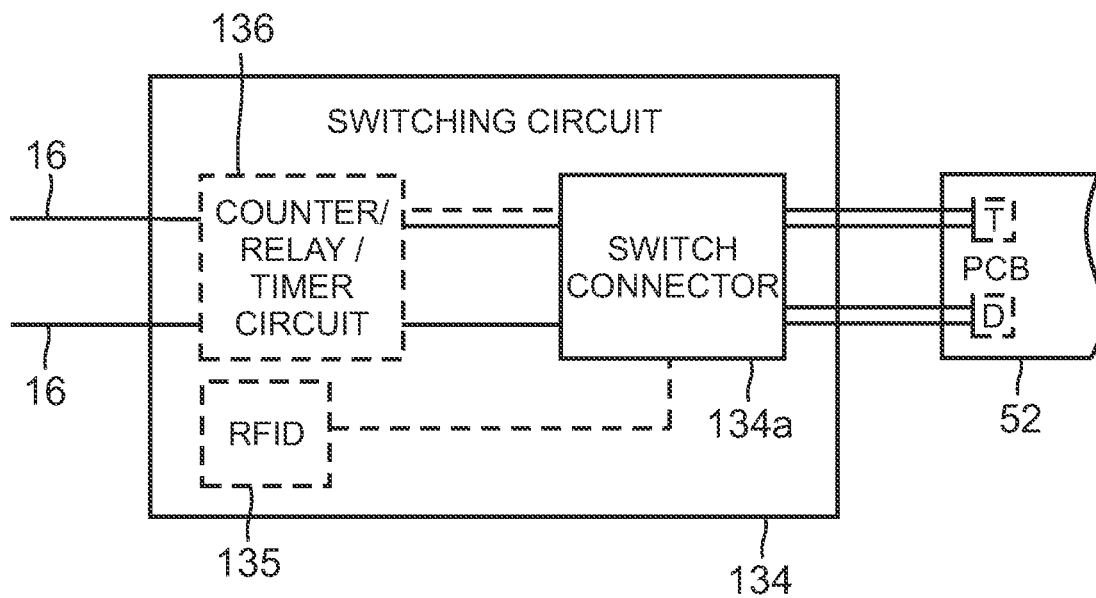 136
SWITCHING CIRCUIT
16
COUNTER/
RELAY /
TIMER
CIRCUIT
SWITCH
CONNECTOR
T
PCB
D
16
RFID
134a
52
135
134